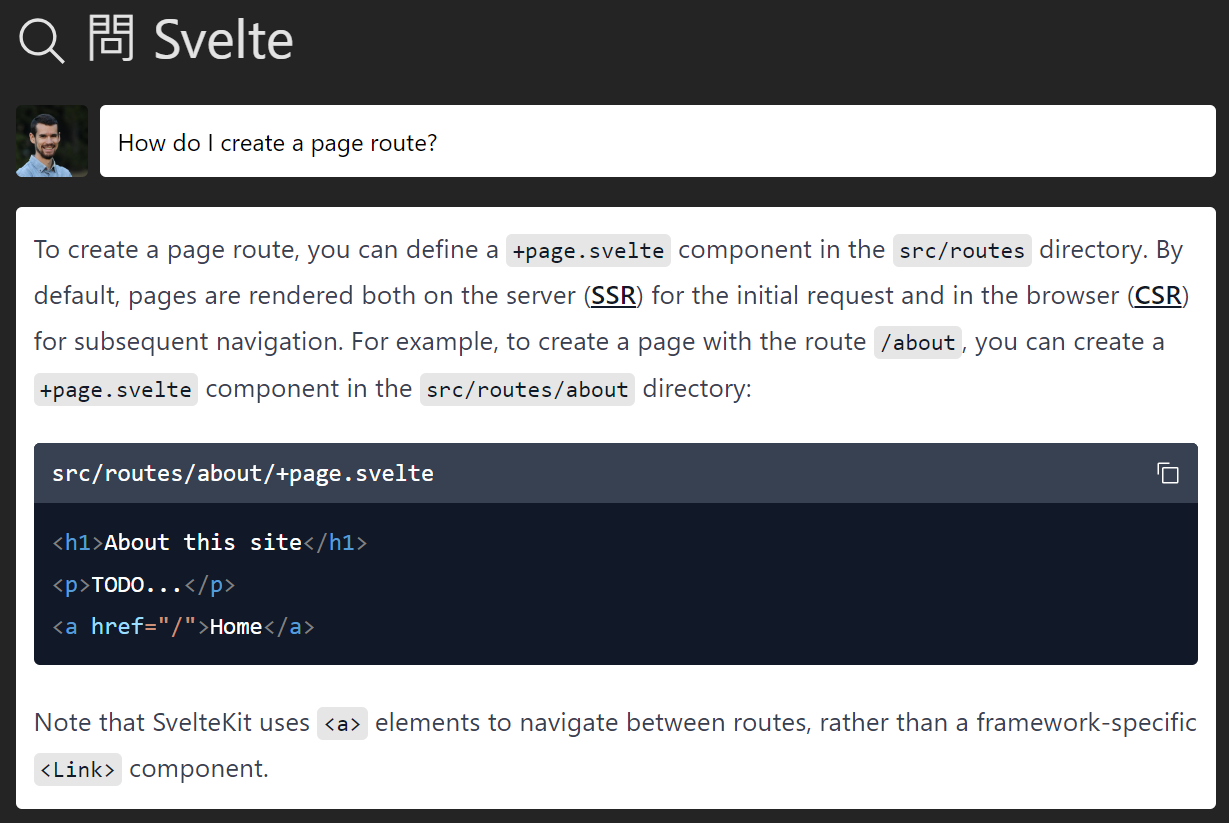 問 Svelte
How do I create a page route?
To create a page route, you can define a +page.svelte component in the src/routes directory. By
default, pages are rendered both on the server (SSR) for the initial request and in the browser (CSR)
for subsequent navigation. For example, to create a page with the route /about, you can create a
+page.svelte component in the src/routes/about directory:
src/routes/about/+page.svelte
<h1>About this site</h1>
<p>TODO...</p>
<a href="/">Home</a>
Note that SvelteKit uses <a> elements to navigate between routes, rather than a framework-specific
<Link> component.